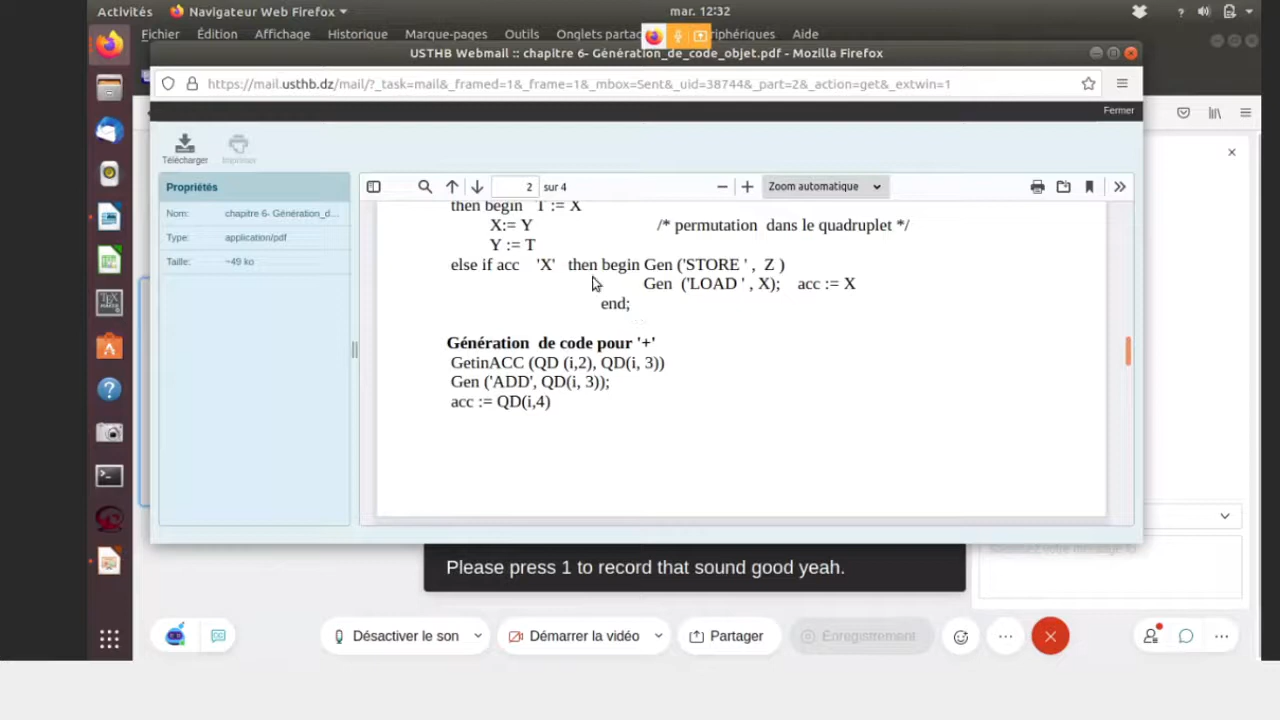 Activités Navigateur Web Firefox mar. 12:32
Fichier Édition Affichage Historique Marque-pages Outils Onglets partag riphériques Aide
USTHB Webmail :: chapitre 6- Génération_de_code_objet.pdf - Mozilla Firefox
https://mail.usthb.dz/mail/?_task=mail&_framed=1&_frame=1&_mbox=Sent&_uid=38744&_part=2&_action=get&_extwin=1
Fermer
Télécharger Imprimer
Propriétés
Nom: chapitre 6- Génération_d...
Type: application/pdf
Taille: ~49 ko
2 sur 4 Zoom automatique
then begin T := X
X:= Y /* permutation dans le quadruplet */
Y := T
else if acc 'X' then begin Gen ('STORE ' , Z )
Gen ('LOAD ' , X); acc := X
end;
Génération de code pour '+'
GetinACC (QD (i,2), QD(i, 3))
Gen ('ADD', QD(i, 3));
acc := QD(i,4)
Please press 1 to record that sound good yeah.
Désactiver le son Démarrer la vidéo Partager Enregistrement